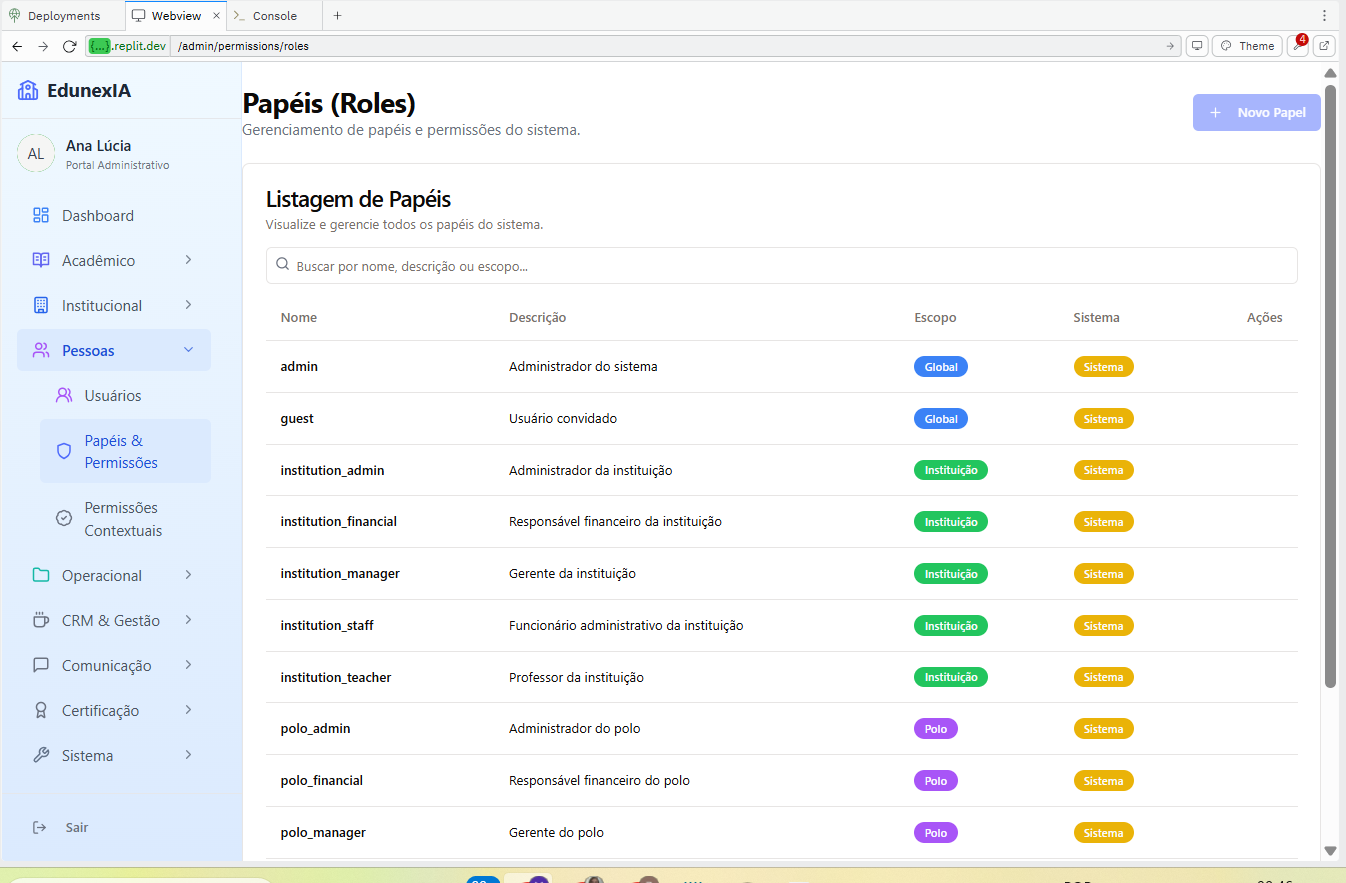 Deployments
Webview
Console
{...}.replit.dev
/admin/permissions/roles
Theme
4
EdunexIA
AL
Ana Lúcia
Portal Administrativo
Dashboard
Acadêmico
Institucional
Pessoas
Usuários
Papéis &
Permissões
Permissões
Contextuais
Operacional
CRM & Gestão
Comunicação
Certificação
Sistema
Sair
Papéis (Roles)
Gerenciamento de papéis e permissões do sistema.
+ Novo Papel
Listagem de Papéis
Visualize e gerencie todos os papéis do sistema.
Buscar por nome, descrição ou escopo...
Nome Descrição Escopo Sistema Ações
admin Administrador do sistema Global Sistema
guest Usuário convidado Global Sistema
institution_admin Administrador da instituição Instituição Sistema
institution_financial Responsável financeiro da instituição Instituição Sistema
institution_manager Gerente da instituição Instituição Sistema
institution_staff Funcionário administrativo da instituição Instituição Sistema
institution_teacher Professor da instituição Instituição Sistema
polo_admin Administrador do polo Polo Sistema
polo_financial Responsável financeiro do polo Polo Sistema
polo_manager Gerente do polo Polo Sistema